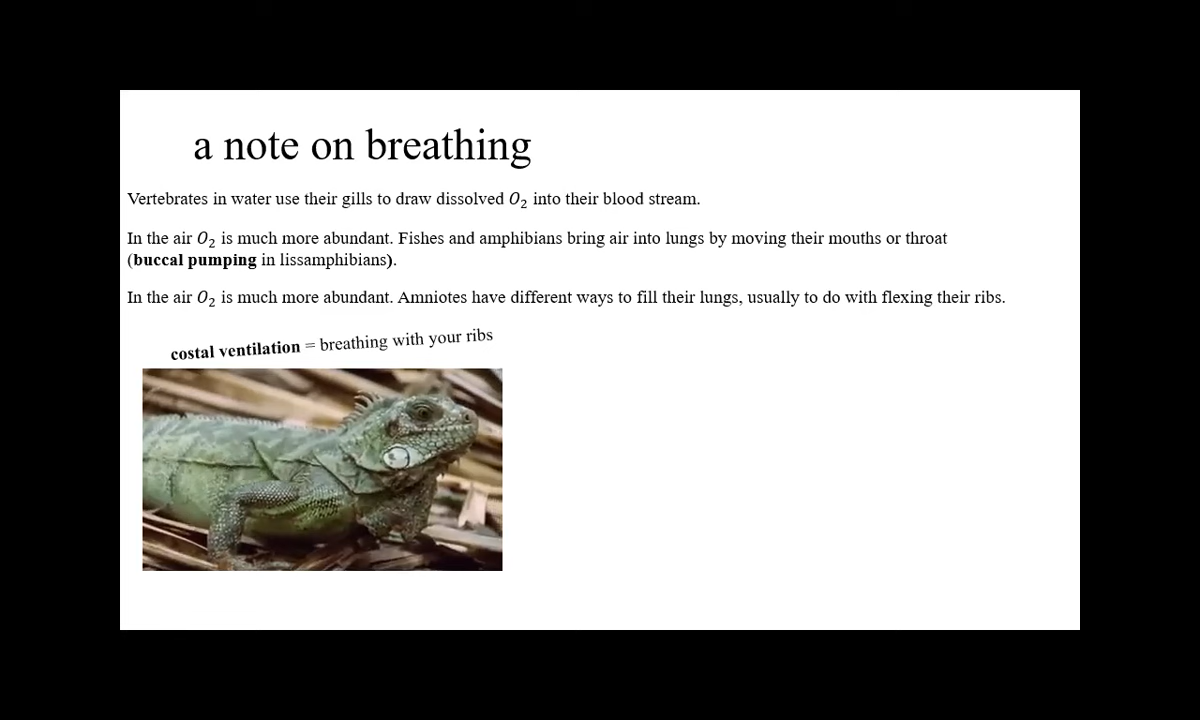 a note on breathing
Vertebrates in water use their gills to draw dissolved O₂ into their blood stream.
In the air O₂ is much more abundant. Fishes and amphibians bring air into lungs by moving their mouths or throat
(buccal pumping in lissamphibians).
In the air O₂ is much more abundant. Amniotes have different ways to fill their lungs, usually to do with flexing their ribs.
costal ventilation = breathing with your ribs